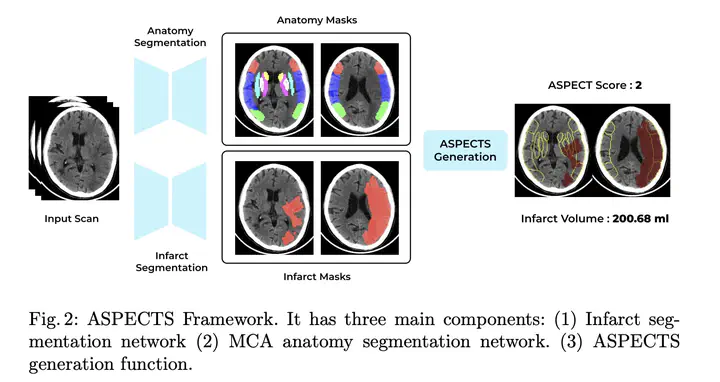 Anatomy
Segmentation
Anatomy Masks
Input Scan
Infarct
Segmentation
Infarct Masks
ASPECTS
Generation
ASPECT Score : 2
Infarct Volume : 200.68 ml
Fig. 2: ASPECTS Framework. It has three main components: (1) Infarct seg-
mentation network (2) MCA anatomy segmentation network. (3) ASPECTS
generation function.